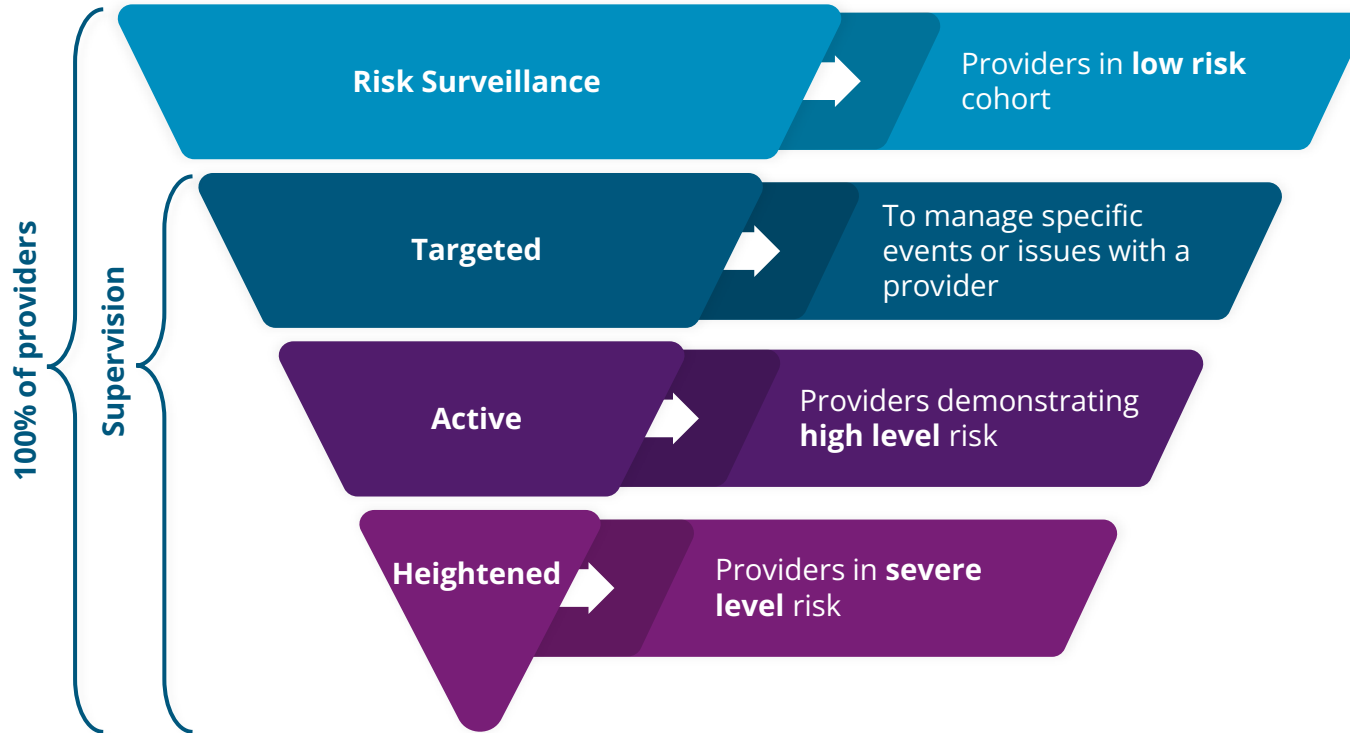 100% of providers
Supervision
Risk Surveillance
Providers in low risk
cohort
Targeted
To manage specific
events or issues with a
provider
Active
Providers demonstrating
high level risk
Heightened
Providers in severe
level risk